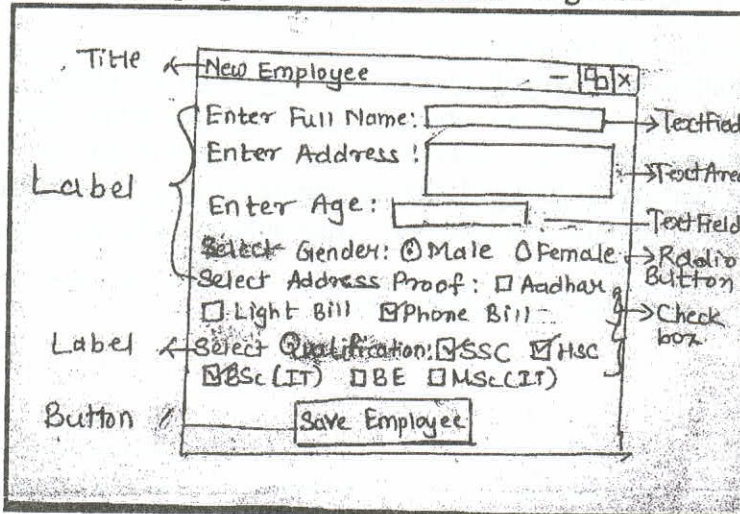 Title
New Employee
Enter Full Name:
TextField
Enter Address :
TextArea
Label
Enter Age :
TextField
Select Gender: Male Female
Radio Button
Select Address Proof: Aadhar
Light Bill Phone Bill
Check box
Label
Select Qualification: SSC HSC
BSc (IT) BE MSc (IT)
Button
Save Employee